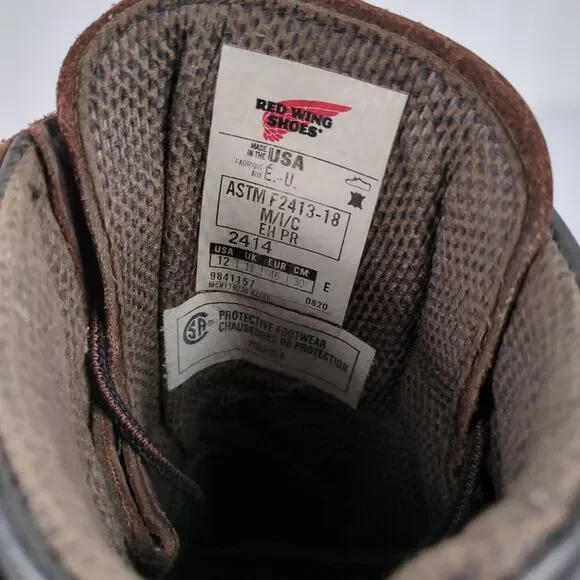 RED WING
SHOES®
MADE IN THE USA
FABRIQUÉ AUX É.-U.
ASTM F2413-18
M/I/C
EH PR
2414
USA UK EUR CM
12 11 46 30 E
9841157
0820
CSA
PROTECTIVE FOOTWEAR
CHAUSSURES DE PROTECTION